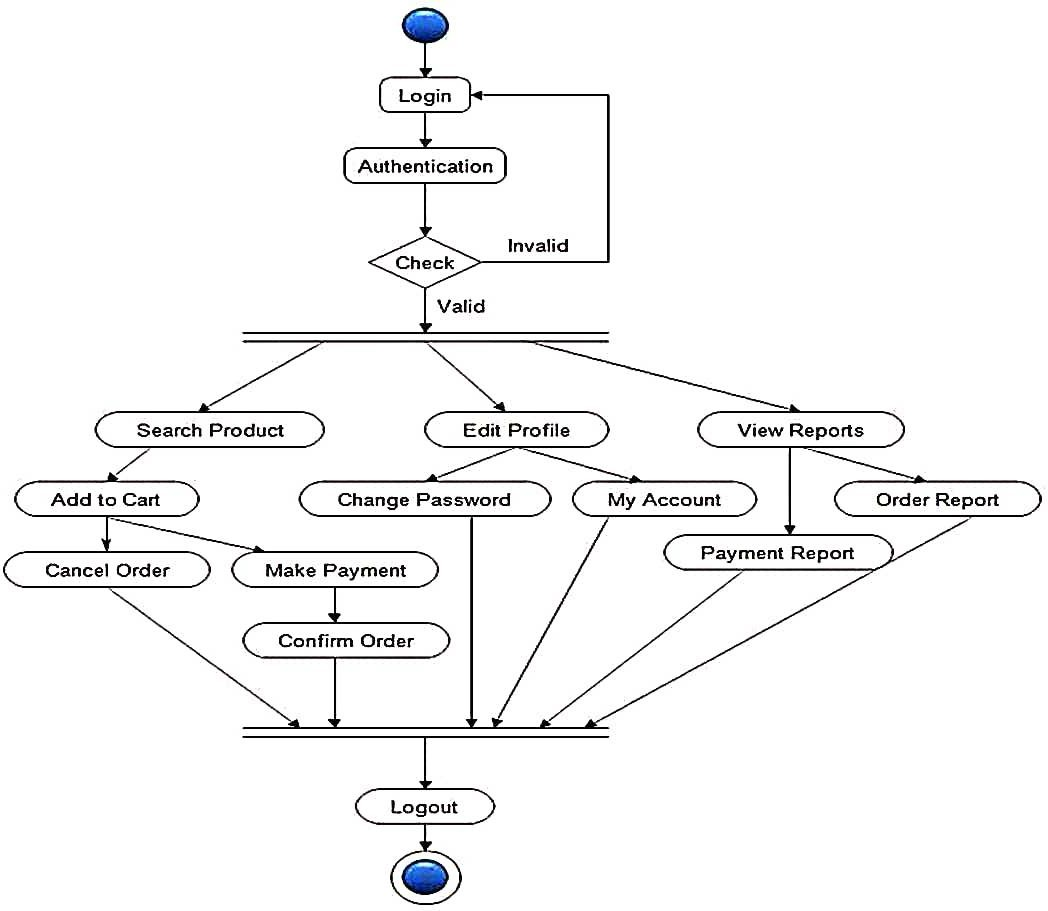 Login
Authentication
Invalid
Check
Valid
Search Product
Edit Profile
View Reports
Add to Cart
Change Password
My Account
Order Report
Payment Report
Cancel Order
Make Payment
Confirm Order
Logout